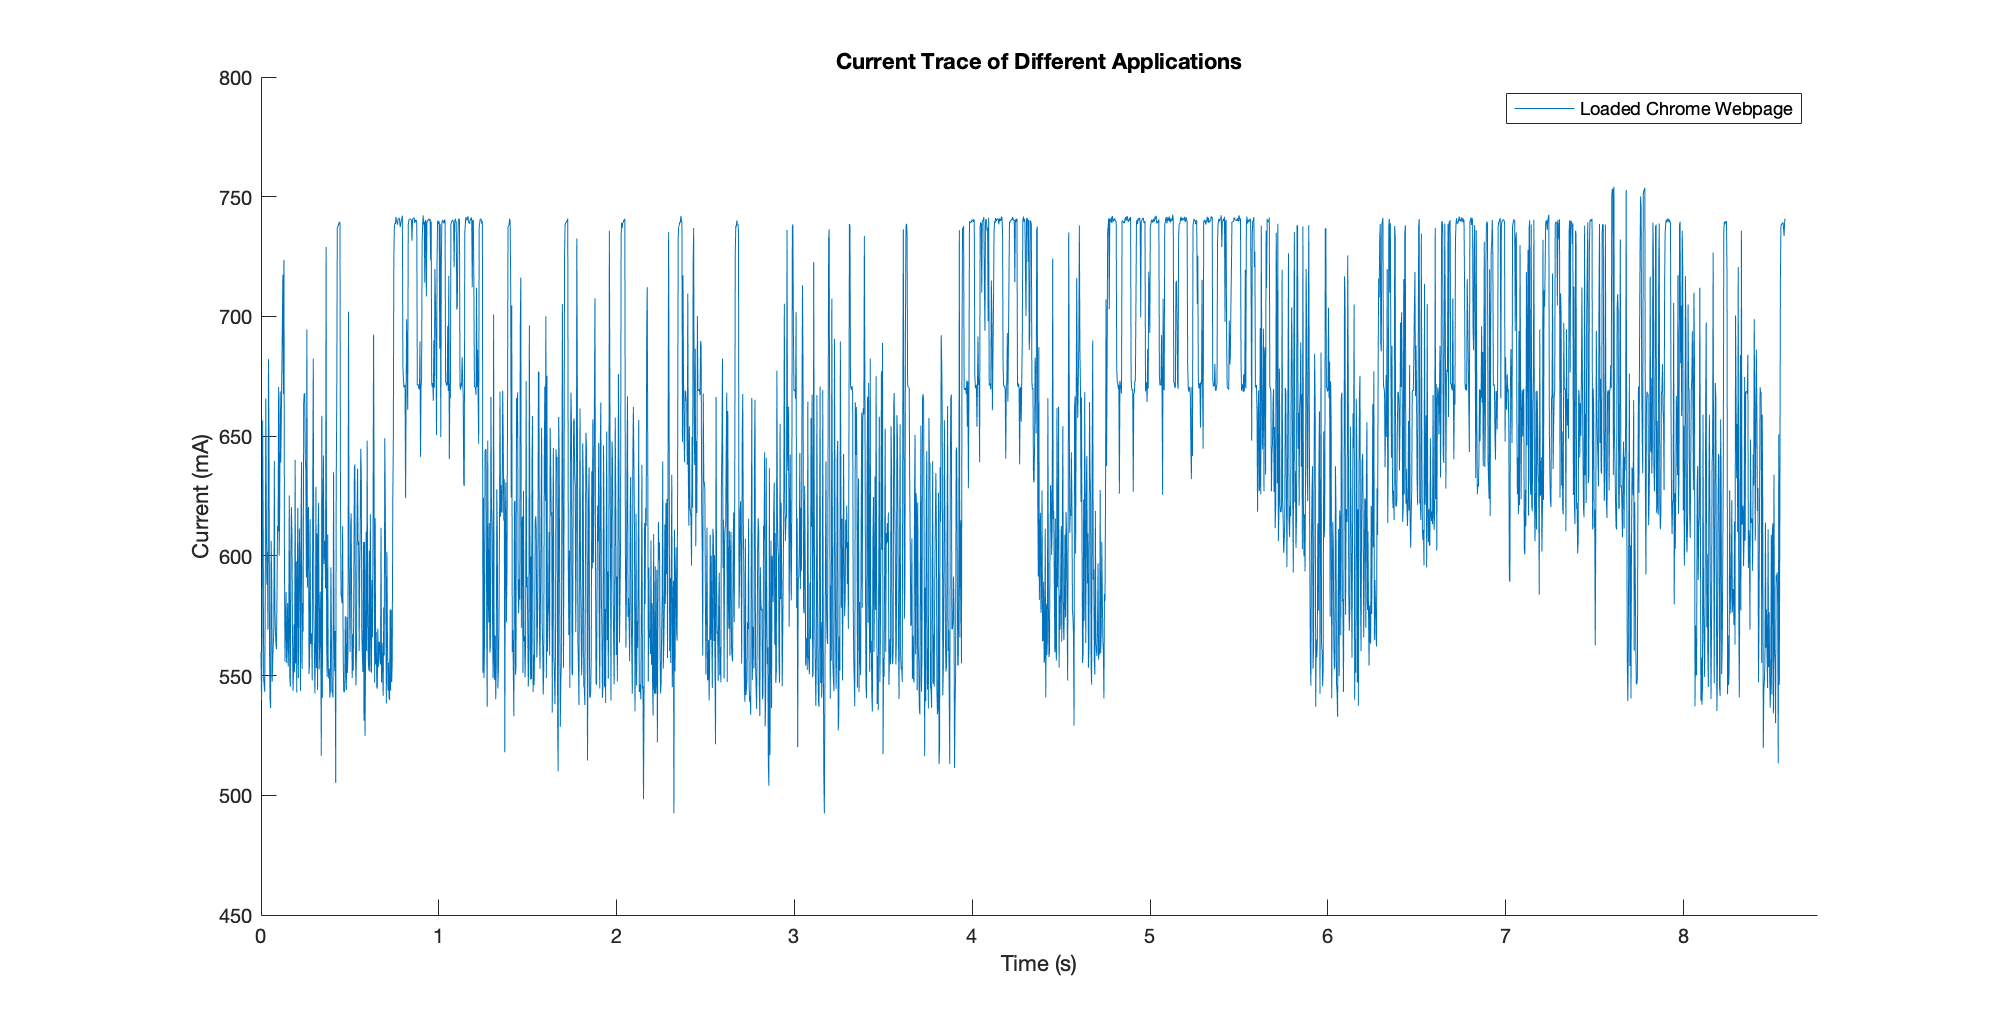 Current Trace of Different Applications
Loaded Chrome Webpage
Current (mA)
800
750
700
650
600
550
500
450
0 1 2 3 4 5 6 7 8
Time (s)